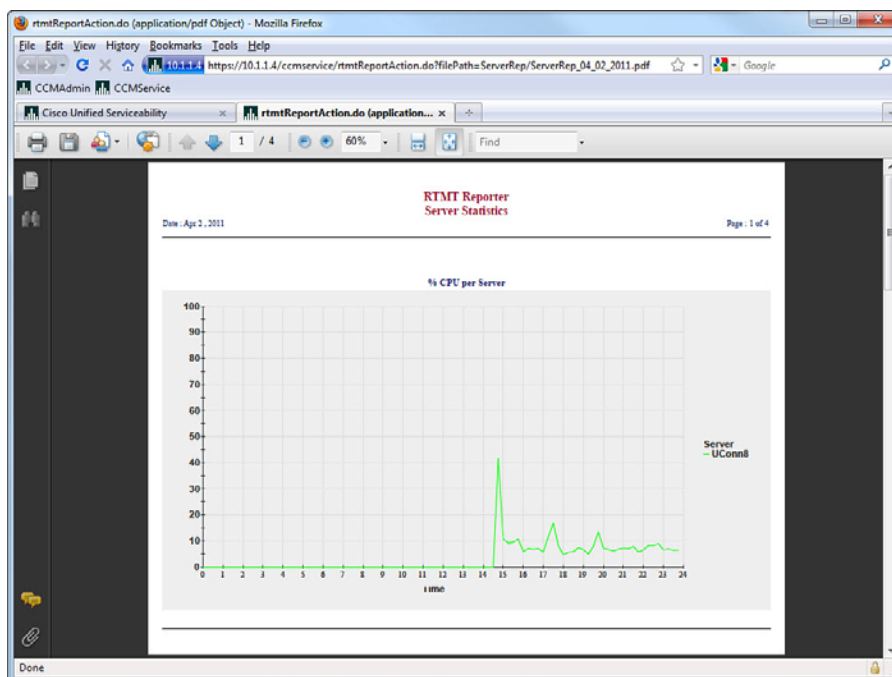 rtmtReportAction.do (application/pdf Object) - Mozilla Firefox
File Edit View History Bookmarks Tools Help
10.1.1.4 https://10.1.1.4/ccmservice/rtmtReportAction.do?filePath=ServerRep/ServerRep_04_02_2011.pdf Google
CCMAdmin CCMService
Cisco Unified Serviceability rtmtReportAction.do (application...
1 / 4 60% Find
RTMT Reporter
Server Statistics
Date : Apr 2 , 2011 Page : 1 of 4
% CPU per Server
100
90
80
70
60
50
40
30
20
10
0
Server
UConn8
0 1 2 3 4 5 6 7 8 9 10 11 12 13 14 15 16 17 18 19 20 21 22 23 24
Time
Done